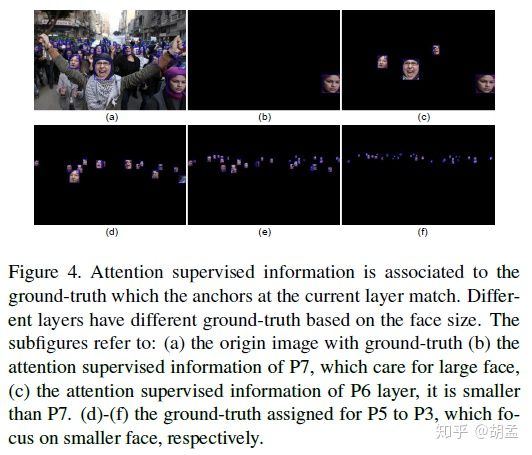 (a) (b) (c)
(d) (e) (f)
Figure 4. Attention supervised information is associated to the
ground-truth which the anchors at the current layer match. Differ-
ent layers have different ground-truth based on the face size. The
subfigures refer to: (a) the origin image with ground-truth (b) the
attention supervised information of P7, which care for large face,
(c) the attention supervised information of P6 layer, it is smaller
than P7. (d)-(f) the ground-truth assigned for P5 to P3, which fo-
cus on smaller face, respectively.
知乎 @胡孟